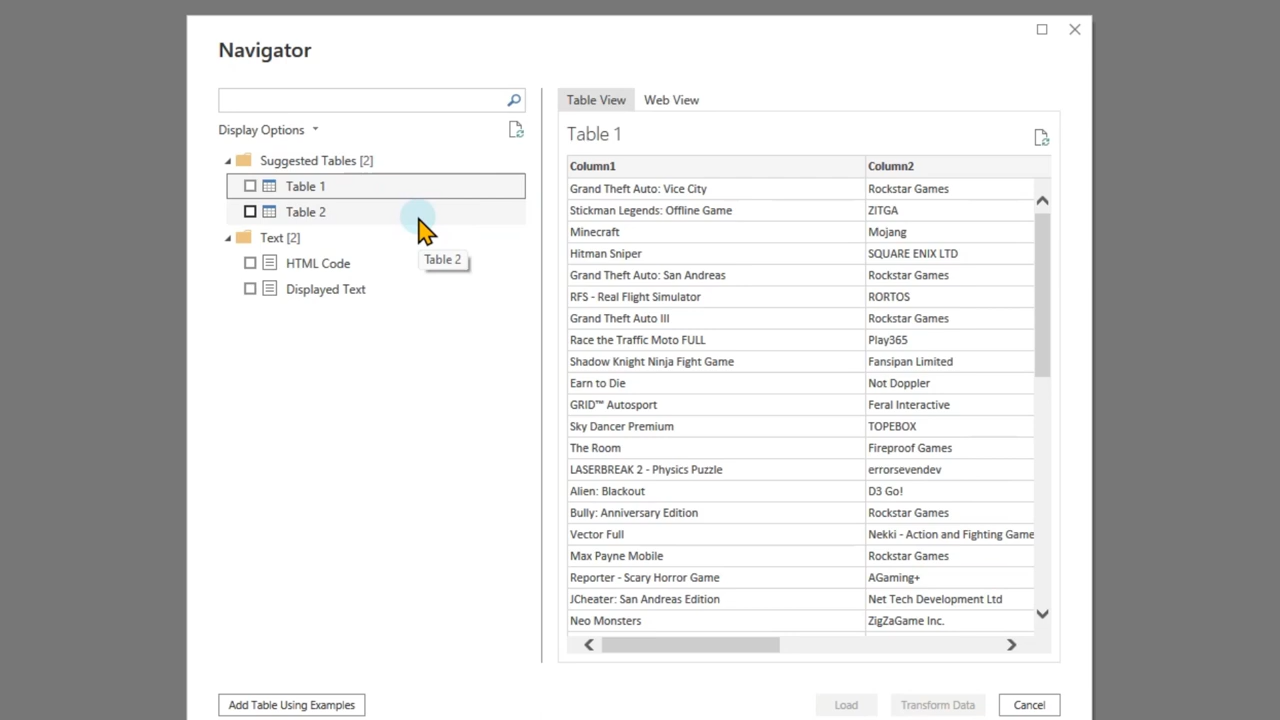 Navigator
Display Options
Suggested Tables [2]
Table 1
Table 2
Table 2
Text [2]
HTML Code
Displayed Text
Table View Web View
Table 1
Column1 Column2
Grand Theft Auto: Vice City Rockstar Games
Stickman Legends: Offline Game ZITGA
Minecraft Mojang
Hitman Sniper SQUARE ENIX LTD
Grand Theft Auto: San Andreas Rockstar Games
RFS - Real Flight Simulator RORTOS
Grand Theft Auto III Rockstar Games
Race the Traffic Moto FULL Play365
Shadow Knight Ninja Fight Game Fansipan Limited
Earn to Die Not Doppler
GRID™ Autosport Feral Interactive
Sky Dancer Premium TOPEBOX
The Room Fireproof Games
LASERBREAK 2 - Physics Puzzle errorsevendev
Alien: Blackout D3 Go!
Bully: Anniversary Edition Rockstar Games
Vector Full Nekki - Action and Fighting Game
Max Payne Mobile Rockstar Games
Reporter - Scary Horror Game AGaming+
JCheater: San Andreas Edition Net Tech Development Ltd
Neo Monsters ZigZaGame Inc.
Add Table Using Examples Load Transform Data Cancel